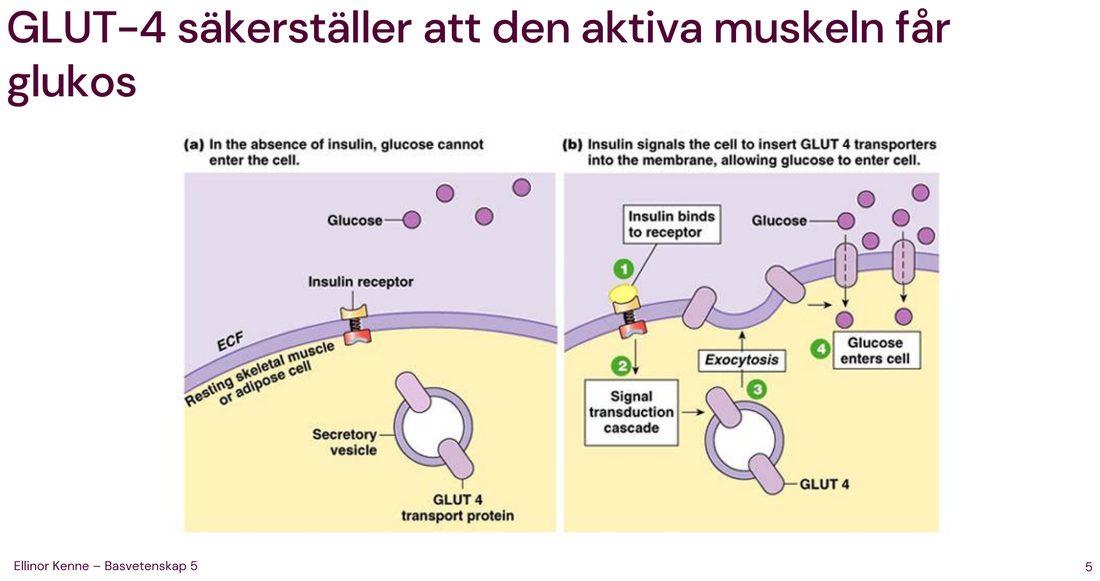 GLUT-4 säkerställer att den aktiva muskeln får
glukos
(a) In the absence of insulin, glucose cannot
enter the cell.
Glucose
Insulin receptor
ECF
Resting skeletal muscle
or adipose cell
Secretory
vesicle
GLUT 4
transport protein
(b) Insulin signals the cell to insert GLUT 4 transporters
into the membrane, allowing glucose to enter cell.
Insulin binds
to receptor
Glucose
1
2
Signal
transduction
cascade
Exocytosis
3
4
Glucose
enters cell
GLUT 4
Ellinor Kenne – Basvetenskap 5
5